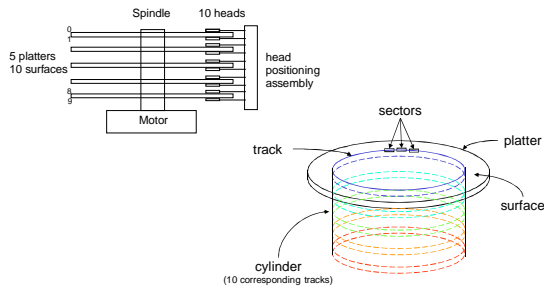 Spindle
10 heads
0
1
5 platters
10 surfaces
head
positioning
assembly
8
9
Motor
sectors
platter
track
surface
cylinder
(10 corresponding tracks)